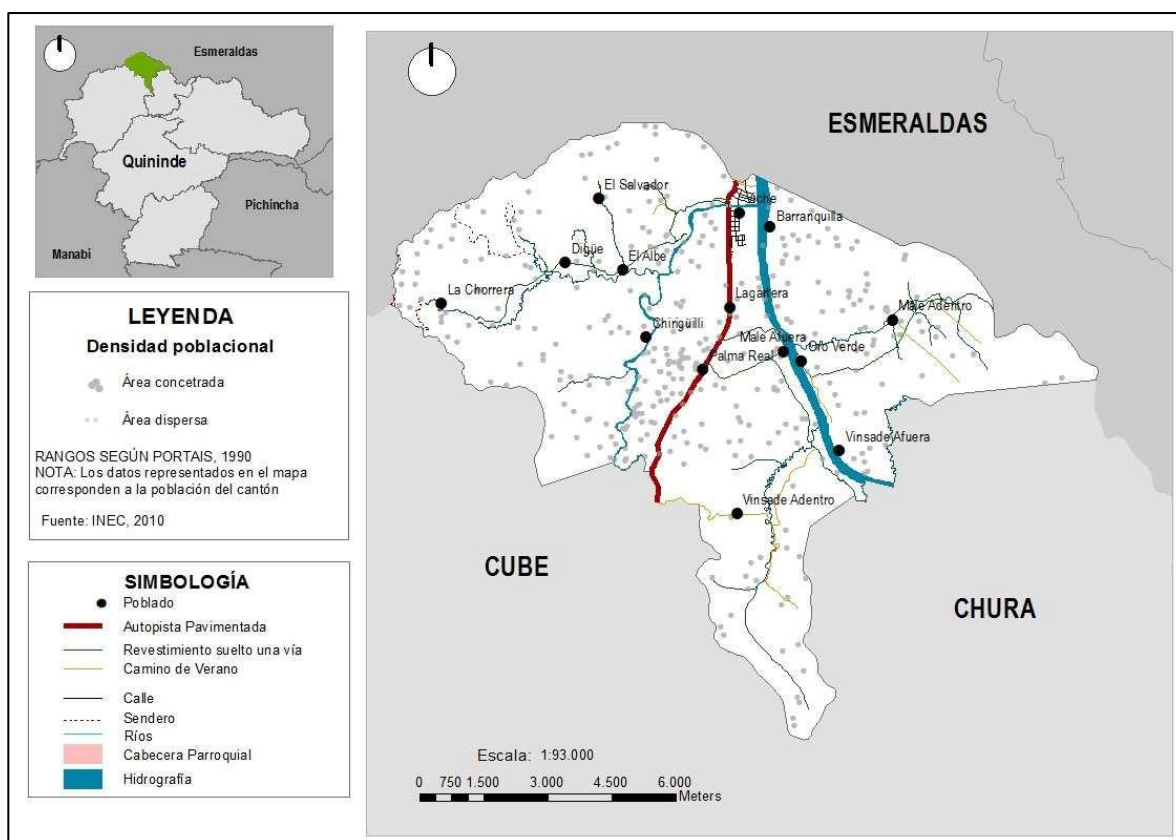 Esmeraldas
Quininde
Pichincha
Manabí
LEYENDA
Densidad poblacional
Área concetrada
Área dispersa
RANGOS SEGÚN PORTAIS, 1990
NOTA: Los datos representados en el mapa
corresponden a la población del cantón
Fuente: INEC, 2010
SIMBOLOGÍA
Poblado
Autopista Pavimentada
Revestimiento suelto una vía
Camino de Verano
Calle
Sendero
Ríos
Cabecera Parroquial
Hidrografía
ESMERALDAS
El Salvador
Barranquilla
Digüe
El Albe
La Chorrera
Lagartera
Male Adentro
Chirigüilli
Male Afuera
Oro Verde
Palma Real
Vinsade Afuera
Vinsade Adentro
CUBE
CHURA
Escala: 1:93.000
0 750 1.500 3.000 4.500 6.000
Meters